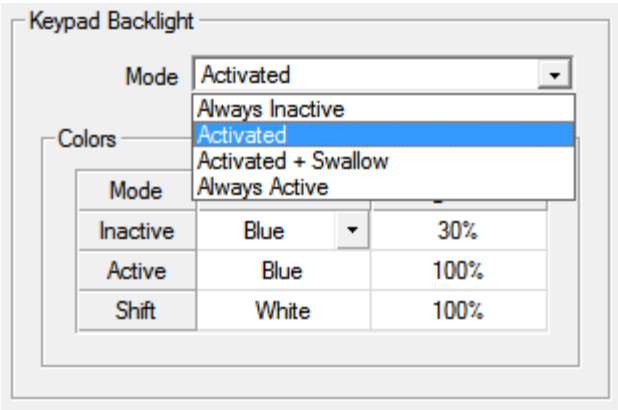 Keypad Backlight
Mode Activated
Always Inactive
Activated
Activated + Swallow
Always Active
Colors
Mode
Inactive Blue 30%
Active Blue 100%
Shift White 100%